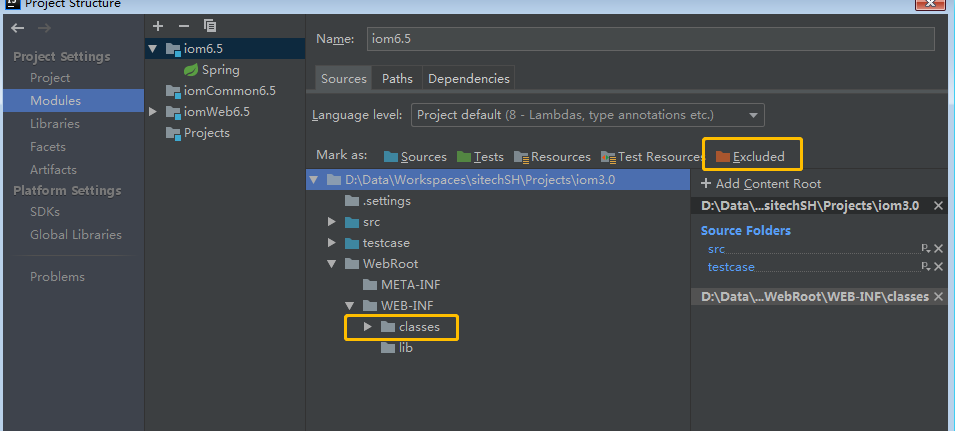 Project Structure
Project Settings
Project
Modules
Libraries
Facets
Artifacts
Platform Settings
SDKs
Global Libraries
Problems
iom6.5
Spring
iomCommon6.5
iomWeb6.5
Projects
Name: iom6.5
Sources Paths Dependencies
Language level: Project default (8 - Lambdas, type annotations etc.)
Mark as: Sources Tests Resources Test Resources Excluded
D:\Data\Workspaces\sitechSH\Projects\iom3.0
.settings
src
testcase
WebRoot
META-INF
WEB-INF
classes
lib
+ Add Content Root
D:\Data\...sitechSH\Projects\iom3.0
Source Folders
src
testcase
D:\Data\...WebRoot\WEB-INF\classes